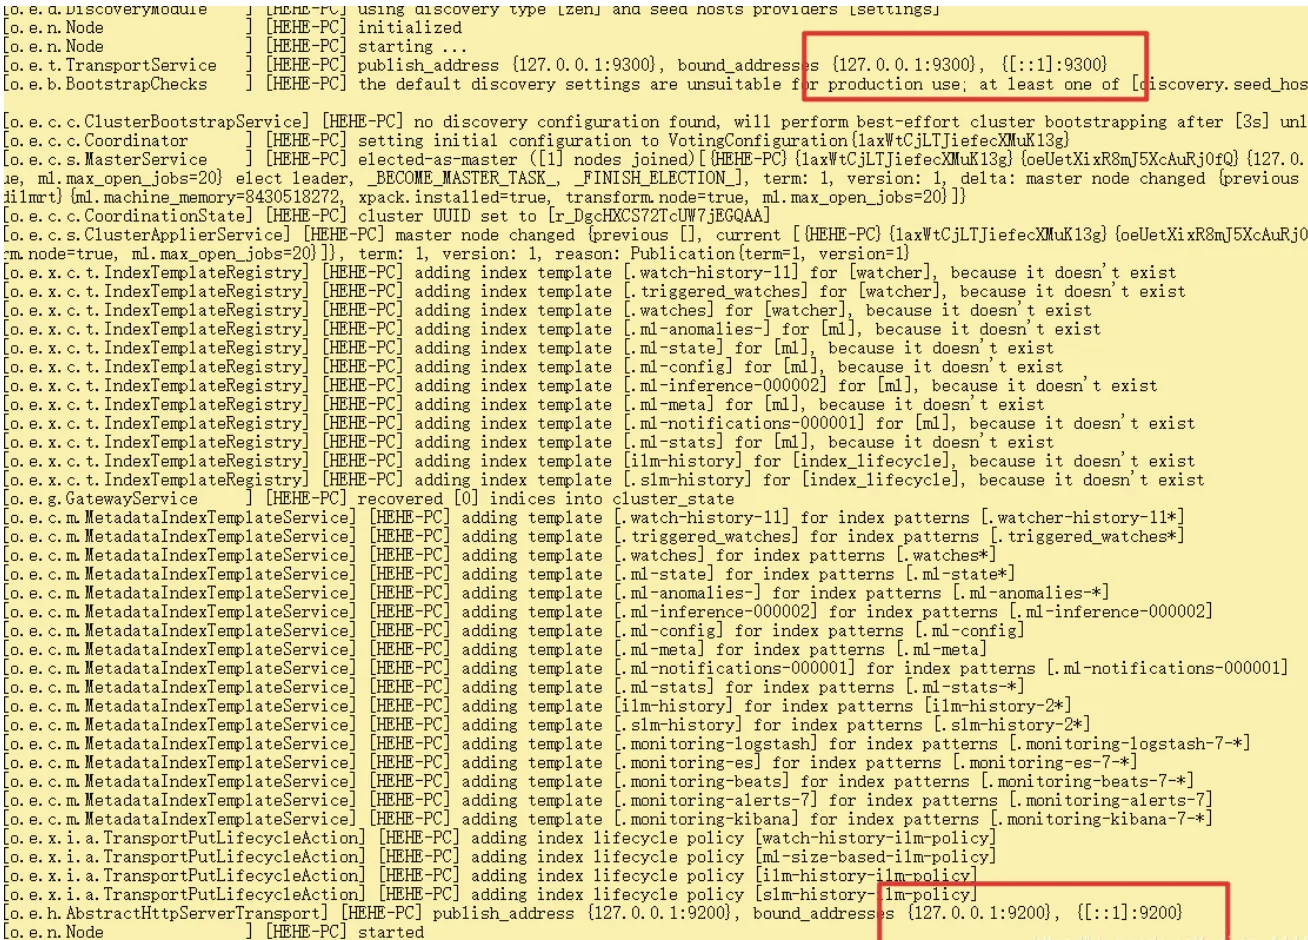 [o.e.d.DiscoveryModule ] [HEHE-PC] using discovery type [zen] and seed hosts providers [settings]
[o.e.n.Node ] [HEHE-PC] initialized
[o.e.n.Node ] [HEHE-PC] starting ...
[o.e.t.TransportService ] [HEHE-PC] publish_address {127.0.0.1:9300}, bound_addresses {127.0.0.1:9300}, {[::1]:9300}
[o.e.b.BootstrapChecks ] [HEHE-PC] the default discovery settings are unsuitable for production use; at least one of [discovery.seed_hos
[o.e.c.c.ClusterBootstrapService] [HEHE-PC] no discovery configuration found, will perform best-effort cluster bootstrapping after [3s] unl
[o.e.c.c.Coordinator ] [HEHE-PC] setting initial configuration to VotingConfiguration{1axWtCjLTJiefecXMuK13g}
[o.e.c.s.MasterService ] [HEHE-PC] elected-as-master ([1] nodes joined)[{HEHE-PC}{1axWtCjLTJiefecXMuK13g}{oeUetXixR8mJ5XcAuRj0fQ}{127.0.
ue, ml.max_open_jobs=20} elect leader, _BECOME_MASTER_TASK_, _FINISH_ELECTION_], term: 1, version: 1, delta: master node changed {previous
dilmrt}{ml.machine_memory=8430518272, xpack.installed=true, transform.node=true, ml.max_open_jobs=20}]}
[o.e.c.c.CoordinationState] [HEHE-PC] cluster UUID set to [r_DgcHXCS72TcUW7jEGQAA]
[o.e.c.s.ClusterApplierService] [HEHE-PC] master node changed {previous [], current [{HEHE-PC}{1axWtCjLTJiefecXMuK13g}{oeUetXixR8mJ5XcAuRj0
rm.node=true, ml.max_open_jobs=20}]}, term: 1, version: 1, reason: Publication{term=1, version=1}
[o.e.x.c.t.IndexTemplateRegistry] [HEHE-PC] adding index template [.watch-history-11] for [watcher], because it doesn't exist
[o.e.x.c.t.IndexTemplateRegistry] [HEHE-PC] adding index template [.triggered_watches] for [watcher], because it doesn't exist
[o.e.x.c.t.IndexTemplateRegistry] [HEHE-PC] adding index template [.watches] for [watcher], because it doesn't exist
[o.e.x.c.t.IndexTemplateRegistry] [HEHE-PC] adding index template [.ml-anomalies-] for [ml], because it doesn't exist
[o.e.x.c.t.IndexTemplateRegistry] [HEHE-PC] adding index template [.ml-state] for [ml], because it doesn't exist
[o.e.x.c.t.IndexTemplateRegistry] [HEHE-PC] adding index template [.ml-config] for [ml], because it doesn't exist
[o.e.x.c.t.IndexTemplateRegistry] [HEHE-PC] adding index template [.ml-inference-000002] for [ml], because it doesn't exist
[o.e.x.c.t.IndexTemplateRegistry] [HEHE-PC] adding index template [.ml-meta] for [ml], because it doesn't exist
[o.e.x.c.t.IndexTemplateRegistry] [HEHE-PC] adding index template [.ml-notifications-000001] for [ml], because it doesn't exist
[o.e.x.c.t.IndexTemplateRegistry] [HEHE-PC] adding index template [.ml-stats] for [ml], because it doesn't exist
[o.e.x.c.t.IndexTemplateRegistry] [HEHE-PC] adding index template [ilm-history] for [index_lifecycle], because it doesn't exist
[o.e.x.c.t.IndexTemplateRegistry] [HEHE-PC] adding index template [.slm-history] for [index_lifecycle], because it doesn't exist
[o.e.g.GatewayService ] [HEHE-PC] recovered [0] indices into cluster_state
[o.e.c.m.MetadataIndexTemplateService] [HEHE-PC] adding template [.watch-history-11] for index patterns [.watcher-history-11*]
[o.e.c.m.MetadataIndexTemplateService] [HEHE-PC] adding template [.triggered_watches] for index patterns [.triggered_watches*]
[o.e.c.m.MetadataIndexTemplateService] [HEHE-PC] adding template [.watches] for index patterns [.watches*]
[o.e.c.m.MetadataIndexTemplateService] [HEHE-PC] adding template [.ml-state] for index patterns [.ml-state*]
[o.e.c.m.MetadataIndexTemplateService] [HEHE-PC] adding template [.ml-anomalies-] for index patterns [.ml-anomalies-*]
[o.e.c.m.MetadataIndexTemplateService] [HEHE-PC] adding template [.ml-inference-000002] for index patterns [.ml-inference-000002]
[o.e.c.m.MetadataIndexTemplateService] [HEHE-PC] adding template [.ml-config] for index patterns [.ml-config]
[o.e.c.m.MetadataIndexTemplateService] [HEHE-PC] adding template [.ml-meta] for index patterns [.ml-meta]
[o.e.c.m.MetadataIndexTemplateService] [HEHE-PC] adding template [.ml-notifications-000001] for index patterns [.ml-notifications-000001]
[o.e.c.m.MetadataIndexTemplateService] [HEHE-PC] adding template [.ml-stats] for index patterns [.ml-stats-*]
[o.e.c.m.MetadataIndexTemplateService] [HEHE-PC] adding template [ilm-history] for index patterns [ilm-history-2*]
[o.e.c.m.MetadataIndexTemplateService] [HEHE-PC] adding template [.slm-history] for index patterns [.slm-history-2*]
[o.e.c.m.MetadataIndexTemplateService] [HEHE-PC] adding template [.monitoring-logstash] for index patterns [.monitoring-logstash-7-*]
[o.e.c.m.MetadataIndexTemplateService] [HEHE-PC] adding template [.monitoring-es] for index patterns [.monitoring-es-7-*]
[o.e.c.m.MetadataIndexTemplateService] [HEHE-PC] adding template [.monitoring-beats] for index patterns [.monitoring-beats-7-*]
[o.e.c.m.MetadataIndexTemplateService] [HEHE-PC] adding template [.monitoring-alerts-7] for index patterns [.monitoring-alerts-7]
[o.e.c.m.MetadataIndexTemplateService] [HEHE-PC] adding template [.monitoring-kibana] for index patterns [.monitoring-kibana-7-*]
[o.e.x.i.a.TransportPutLifecycleAction] [HEHE-PC] adding index lifecycle policy [watch-history-ilm-policy]
[o.e.x.i.a.TransportPutLifecycleAction] [HEHE-PC] adding index lifecycle policy [ml-size-based-ilm-policy]
[o.e.x.i.a.TransportPutLifecycleAction] [HEHE-PC] adding index lifecycle policy [ilm-history-ilm-policy]
[o.e.x.i.a.TransportPutLifecycleAction] [HEHE-PC] adding index lifecycle policy [slm-history-ilm-policy]
[o.e.h.AbstractHttpServerTransport] [HEHE-PC] publish_address {127.0.0.1:9200}, bound_addresses {127.0.0.1:9200}, {[::1]:9200}
[o.e.n.Node ] [HEHE-PC] started